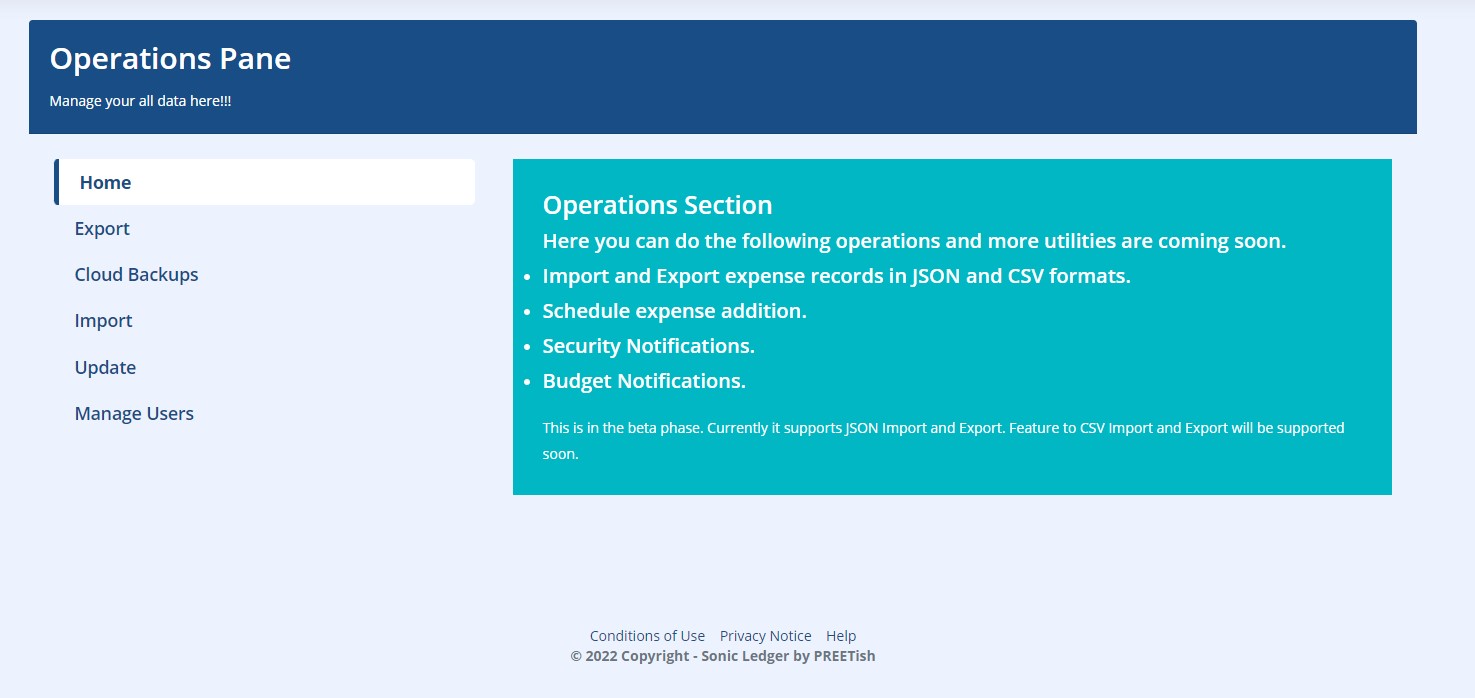 Operations Pane
Manage your all data here!!!
Home
Export
Cloud Backups
Import
Update
Manage Users
Operations Section
Here you can do the following operations and more utilities are coming soon.
• Import and Export expense records in JSON and CSV formats.
• Schedule expense addition.
• Security Notifications.
• Budget Notifications.
This is in the beta phase. Currently it supports JSON Import and Export. Feature to CSV Import and Export will be supported
soon.
Conditions of Use Privacy Notice Help
© 2022 Copyright - Sonic Ledger by PREETish